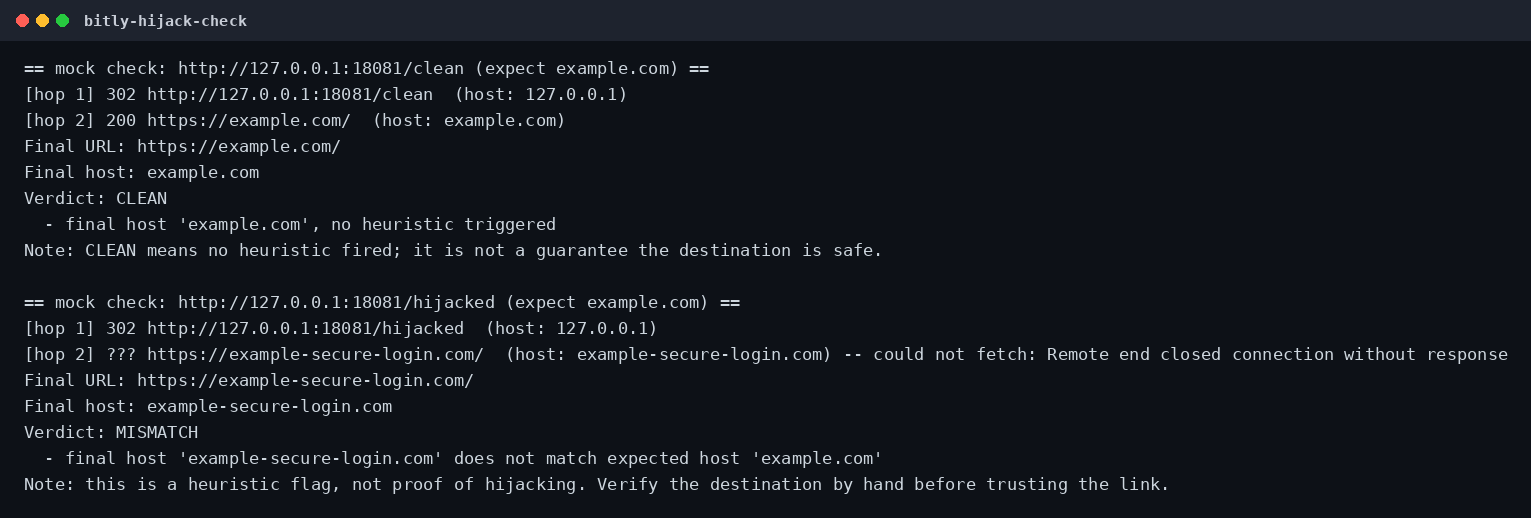 bitly-hijack-check
== mock check: http://127.0.0.1:18081/clean (expect example.com) ==
[hop 1] 302 http://127.0.0.1:18081/clean  (host: 127.0.0.1)
[hop 2] 200 https://example.com/  (host: example.com)
Final URL: https://example.com/
Final host: example.com
Verdict: CLEAN
  - final host 'example.com', no heuristic triggered
Note: CLEAN means no heuristic fired; it is not a guarantee the destination is safe.

== mock check: http://127.0.0.1:18081/hijacked (expect example.com) ==
[hop 1] 302 http://127.0.0.1:18081/hijacked  (host: 127.0.0.1)
[hop 2] ??? https://example-secure-login.com/  (host: example-secure-login.com) -- could not fetch: Remote end closed connection without response
Final URL: https://example-secure-login.com/
Final host: example-secure-login.com
Verdict: MISMATCH
  - final host 'example-secure-login.com' does not match expected host 'example.com'
Note: this is a heuristic flag, not proof of hijacking. Verify the destination by hand before trusting the link.